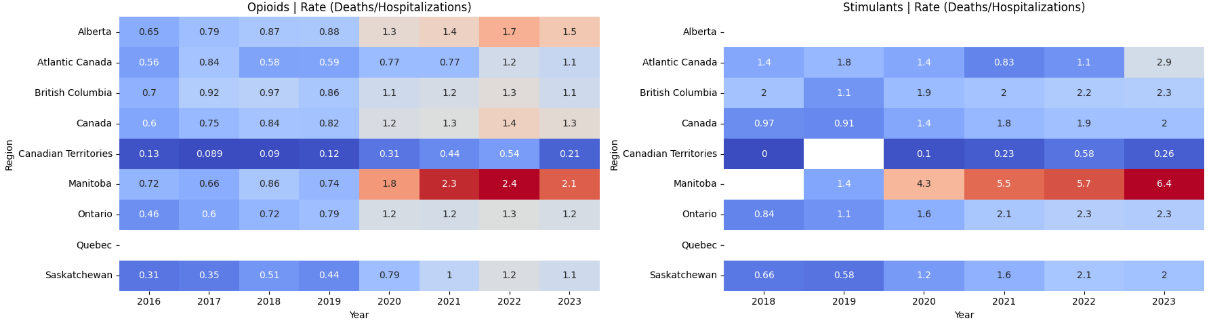 Opioids | Rate (Deaths/Hospitalizations)
Region
Alberta 0.65 0.79 0.87 0.88 1.3 1.4 1.7 1.5
Atlantic Canada 0.56 0.84 0.58 0.59 0.77 0.77 1.2 1.1
British Columbia 0.7 0.92 0.97 0.86 1.1 1.2 1.3 1.1
Canada 0.6 0.75 0.84 0.82 1.2 1.3 1.4 1.3
Canadian Territories 0.13 0.089 0.09 0.12 0.31 0.44 0.54 0.21
Manitoba 0.72 0.66 0.86 0.74 1.8 2.3 2.4 2.1
Ontario 0.46 0.6 0.72 0.79 1.2 1.2 1.3 1.2
Quebec
Saskatchewan 0.31 0.35 0.51 0.44 0.79 1 1.2 1.1
2016 2017 2018 2019 2020 2021 2022 2023
Year
Stimulants | Rate (Deaths/Hospitalizations)
Region
Alberta
Atlantic Canada 1.4 1.8 1.4 0.83 1.1 2.9
British Columbia 2 1.1 1.9 2 2.2 2.3
Canada 0.97 0.91 1.4 1.8 1.9 2
Canadian Territories 0 0.1 0.23 0.58 0.26
Manitoba 1.4 4.3 5.5 5.7 6.4
Ontario 0.84 1.1 1.6 2.1 2.3 2.3
Quebec
Saskatchewan 0.66 0.58 1.2 1.6 2.1 2
2018 2019 2020 2021 2022 2023
Year